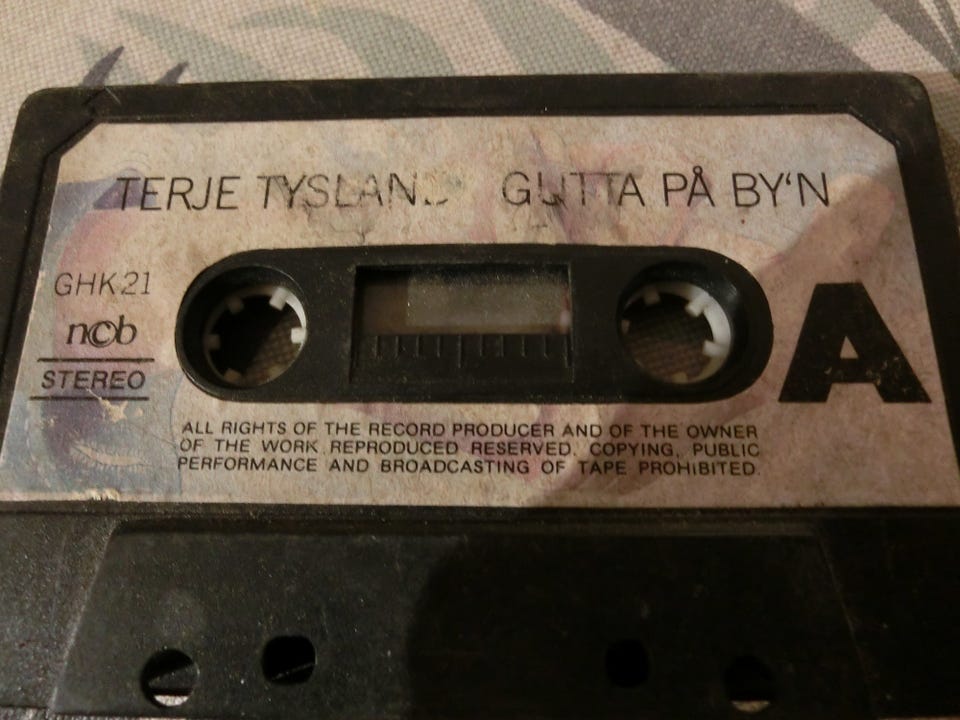 TERJE TYSLAND GUTTA PÅ BY'N
GHK21
n©b
STEREO
A
ALL RIGHTS OF THE RECORD PRODUCER AND OF THE OWNER
OF THE WORK REPRODUCED RESERVED. COPYING, PUBLIC
PERFORMANCE AND BROADCASTING OF TAPE PROHIBITED.